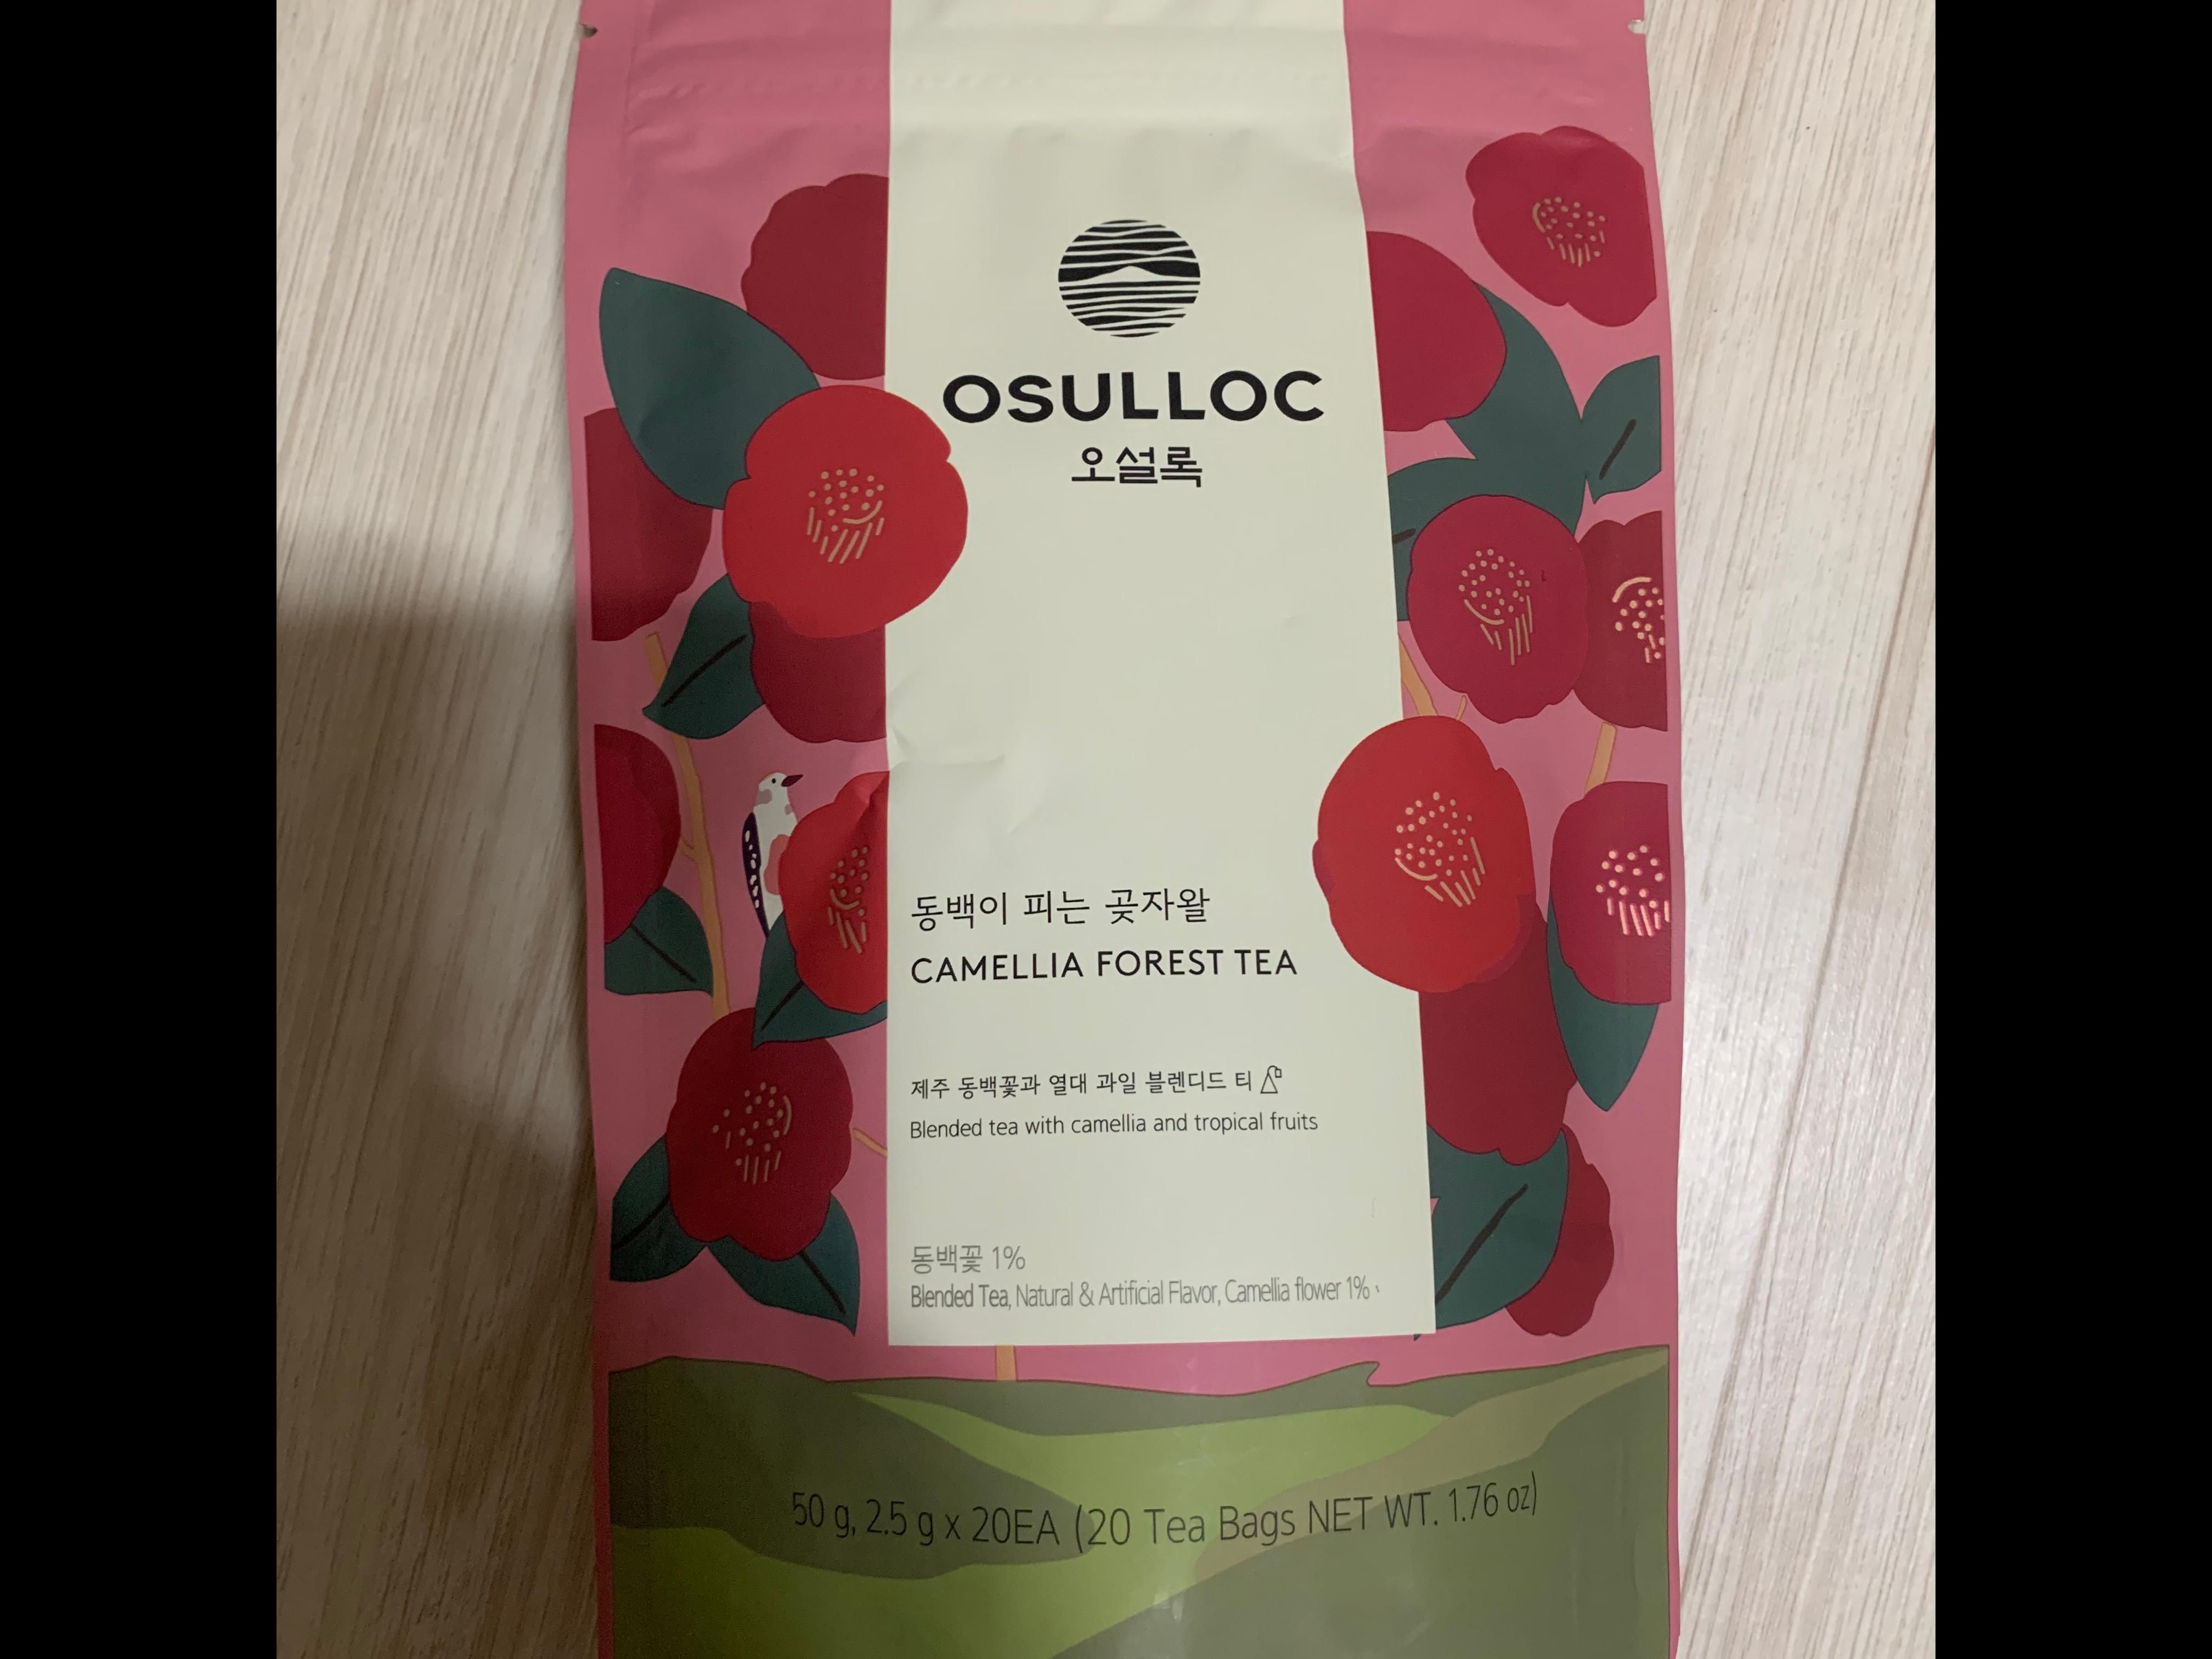 OSULLOC
오설록
동백이 피는 곶자왈
CAMELLIA FOREST TEA
제주 동백꽃과 열대 과일 블렌디드 티
Blended tea with camellia and tropical fruits
동백꽃 1%
Blended Tea, Natural & Artificial Flavor, Camellia flower 1%
50 g, 2.5 g x 20EA (20 Tea Bags NET WT. 1.76 oz)